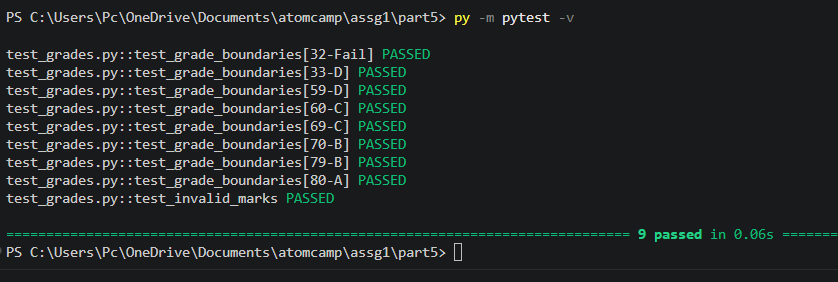 PS C:\Users\Pc\OneDrive\Documents\atomcamp\assg1\part5> py -m pytest -v
test_grades.py::test_grade_boundaries[32-Fail] PASSED
test_grades.py::test_grade_boundaries[33-D] PASSED
test_grades.py::test_grade_boundaries[59-D] PASSED
test_grades.py::test_grade_boundaries[60-C] PASSED
test_grades.py::test_grade_boundaries[69-C] PASSED
test_grades.py::test_grade_boundaries[70-B] PASSED
test_grades.py::test_grade_boundaries[79-B] PASSED
test_grades.py::test_grade_boundaries[80-A] PASSED
test_grades.py::test_invalid_marks PASSED
============================================================================== 9 passed in 0.06s =======
PS C:\Users\Pc\OneDrive\Documents\atomcamp\assg1\part5>